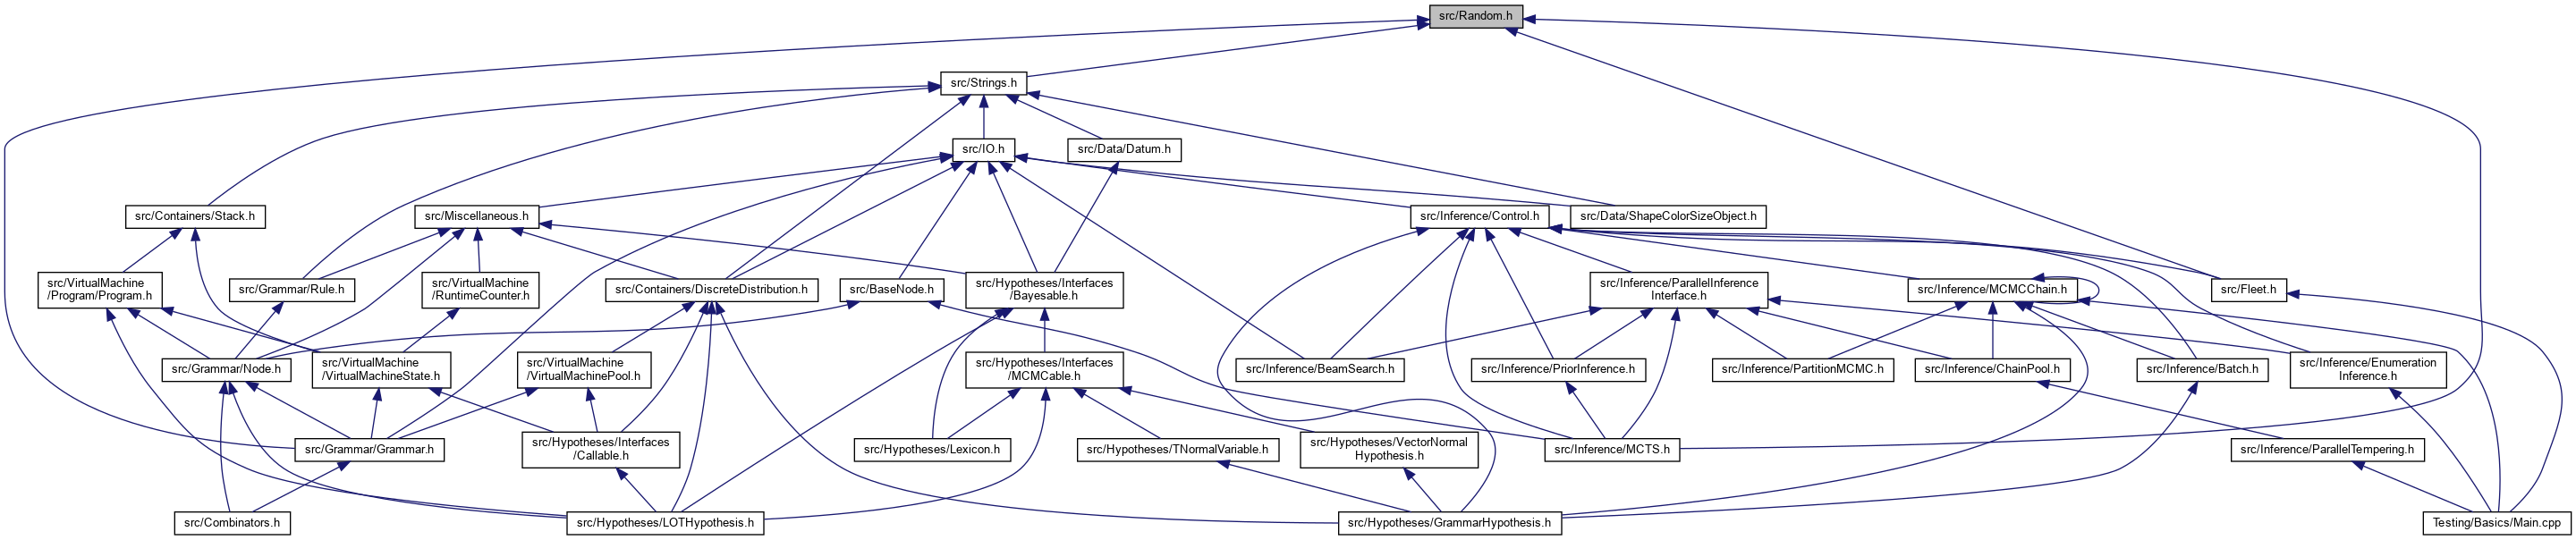 src/Random.h
src/Strings.h
src/IO.h
src/Data/Datum.h
src/Containers/Stack.h
src/Miscellaneous.h
src/Inference/Control.h
src/Data/ShapeColorSizeObject.h
src/VirtualMachine
/Program/Program.h
src/Grammar/Rule.h
src/VirtualMachine
/RuntimeCounter.h
src/Containers/DiscreteDistribution.h
src/BaseNode.h
src/Hypotheses/Interfaces
/Bayesable.h
src/Inference/ParallelInference
Interface.h
src/Inference/MCMCChain.h
src/Fleet.h
src/Grammar/Node.h
src/VirtualMachine
/VirtualMachineState.h
src/VirtualMachine
/VirtualMachinePool.h
src/Hypotheses/Interfaces
/MCMCable.h
src/Inference/BeamSearch.h
src/Inference/PriorInference.h
src/Inference/PartitionMCMC.h
src/Inference/ChainPool.h
src/Inference/Batch.h
src/Inference/Enumeration
Inference.h
src/Grammar/Grammar.h
src/Hypotheses/Interfaces
/Callable.h
src/Hypotheses/Lexicon.h
src/Hypotheses/TNormalVariable.h
src/Hypotheses/VectorNormal
Hypothesis.h
src/Inference/MCTS.h
src/Inference/ParallelTempering.h
src/Combinators.h
src/Hypotheses/LOTHypothesis.h
src/Hypotheses/GrammarHypothesis.h
Testing/Basics/Main.cpp